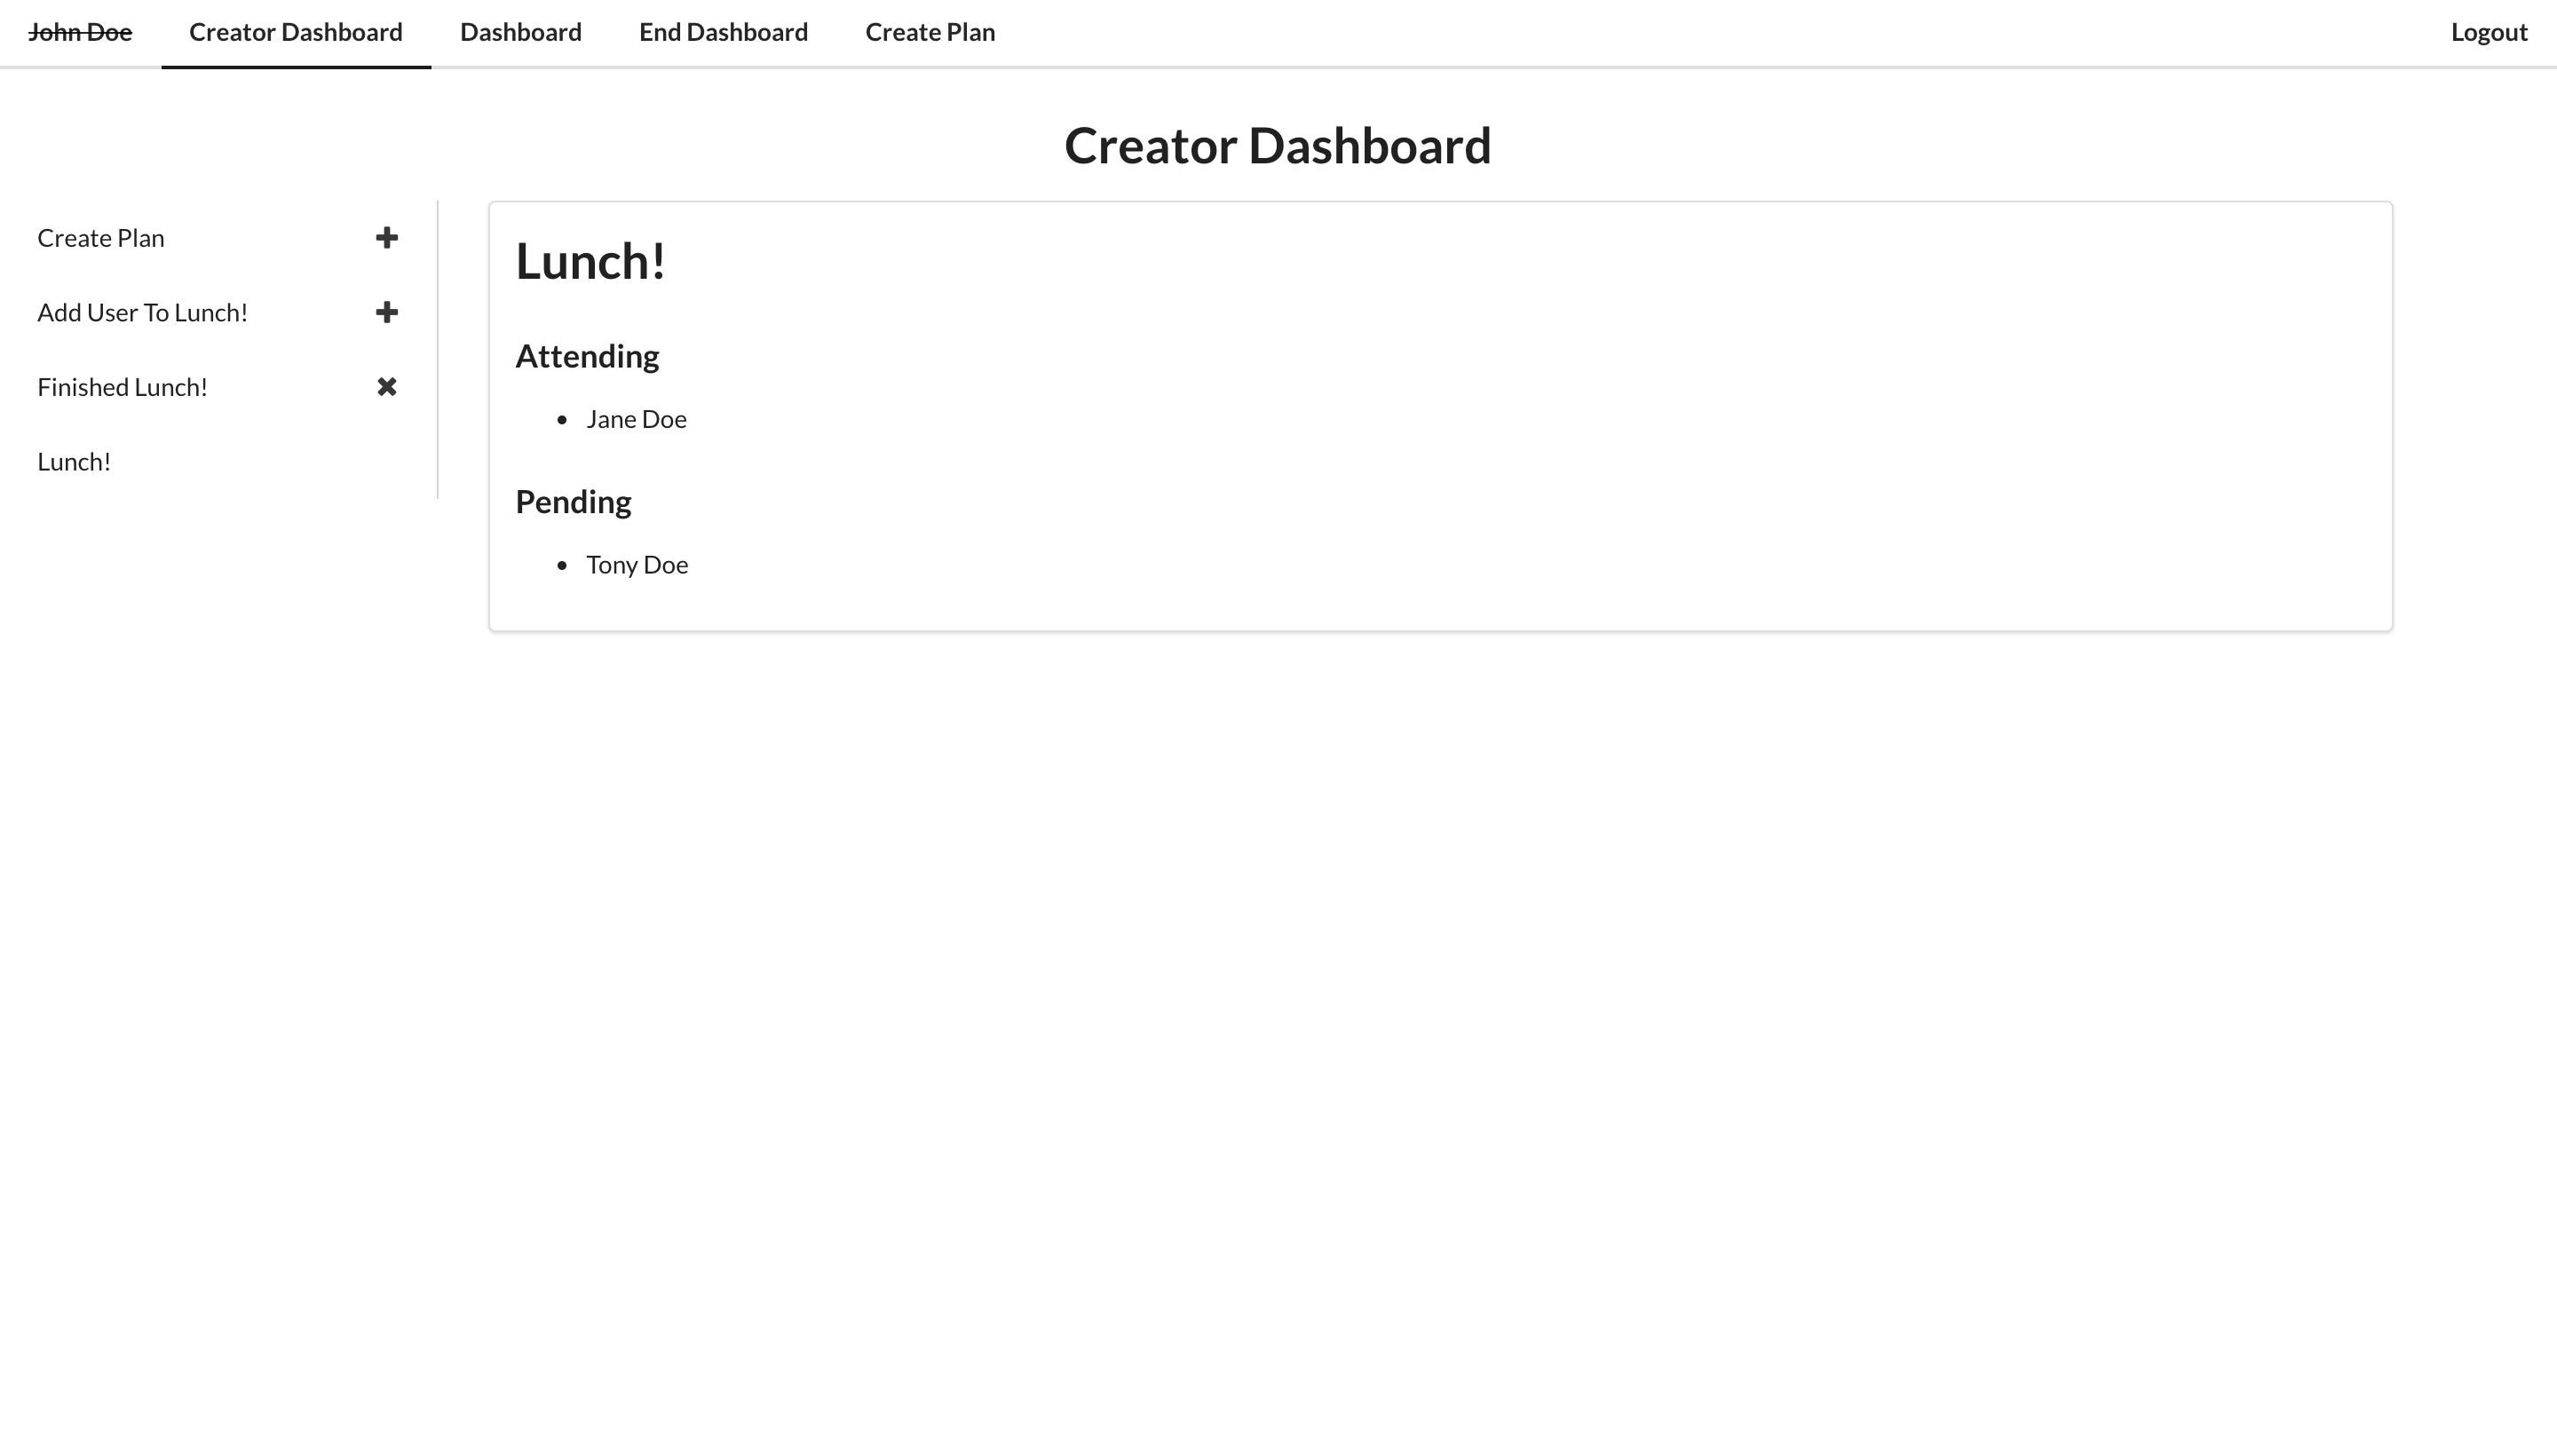 John Doe Creator Dashboard Dashboard End Dashboard Create Plan Logout
Creator Dashboard
Create Plan
Add User To Lunch!
Finished Lunch!
Lunch!
Lunch!
Attending
Jane Doe
Pending
Tony Doe